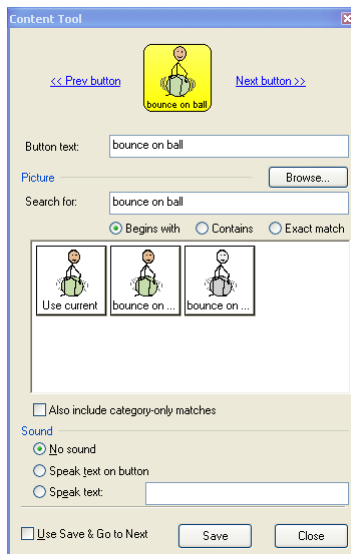 Content Tool
<< Prev button
bounce on ball
Next button >>
Button text:
bounce on ball
Picture
Browse...
Search for:
bounce on ball
Begins with
Contains
Exact match
Use current
bounce on ...
bounce on ...
Also include category-only matches
Sound
No sound
Speak text on button
Speak text:
Use Save & Go to Next
Save
Close